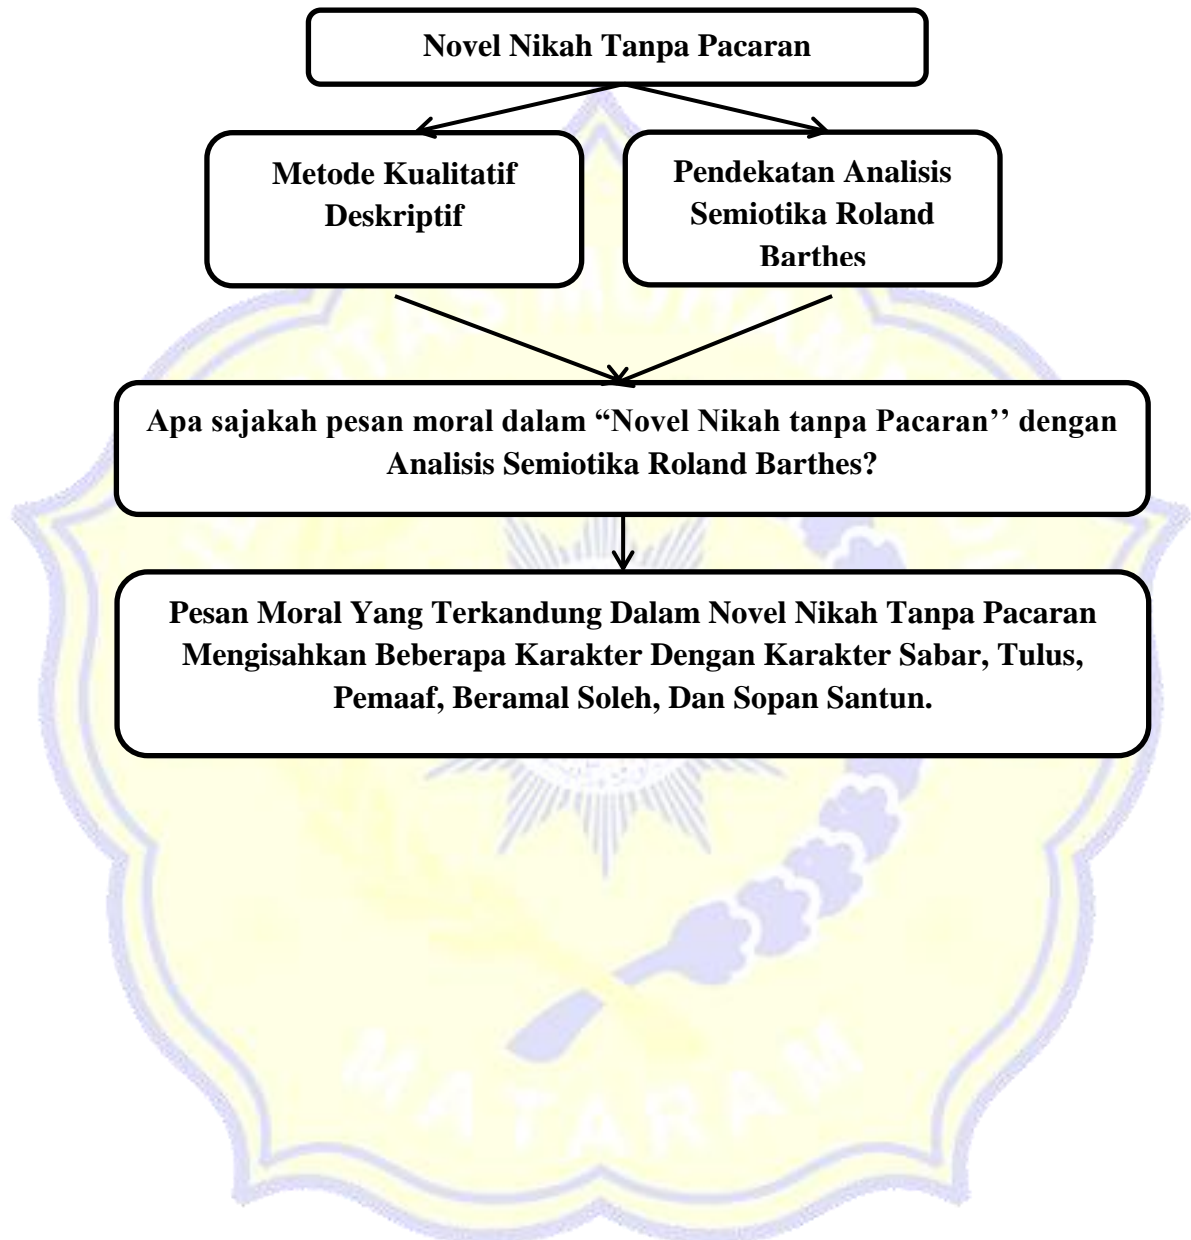 Novel Nikah Tanpa Pacaran
Metode Kualitatif
Deskriptif
Pendekatan Analisis
Semiotika Roland
Barthes
Apa sajakah pesan moral dalam “Novel Nikah tanpa Pacaran’’ dengan
Analisis Semiotika Roland Barthes?
Pesan Moral Yang Terkandung Dalam Novel Nikah Tanpa Pacaran
Mengisahkan Beberapa Karakter Dengan Karakter Sabar, Tulus,
Pemaaf, Beramal Soleh, Dan Sopan Santun.
MATARAM